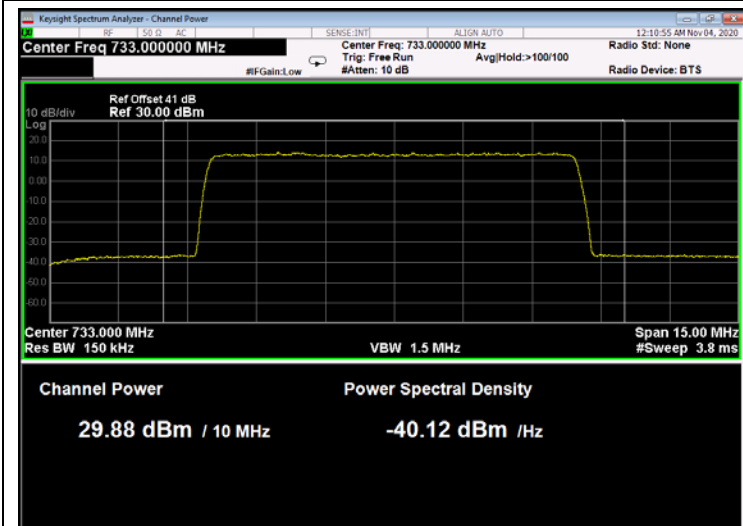 Keysight Spectrum Analyzer - Channel Power
RF 50 Ω AC SENSE:INT ALIGN AUTO 12:10:55 AM Nov 04, 2020
Center Freq 733.000000 MHz Center Freq: 733.000000 MHz Radio Std: None
Trig: Free Run Avg|Hold:>100/100
#IFGain:Low #Atten: 10 dB Radio Device: BTS
Ref Offset 41 dB
10 dB/div Ref 30.00 dBm
Log
20.0
10.0
0.00
-10.0
-20.0
-30.0
-40.0
-50.0
-60.0
Center 733.000 MHz Span 15.00 MHz
Res BW 150 kHz VBW 1.5 MHz #Sweep 3.8 ms
Channel Power Power Spectral Density
29.88 dBm / 10 MHz -40.12 dBm /Hz